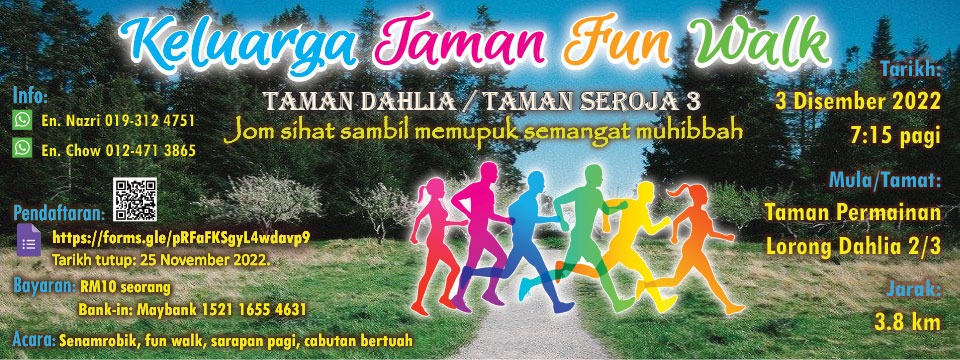 Keluarga Taman Fun Walk
TAMAN DAHLIA / TAMAN SEROJA 3
Jom sihat sambil memupuk semangat muhibbah
Info:
En. Nazri 019-312 4751
En. Chow 012-471 3865
Pendaftaran:
https://forms.gle/pRFaFKSgyL4wdavp9
Tarikh tutup: 25 November 2022.
Bayaran: RM10 seorang
Bank-in: Maybank 1521 1655 4631
Acara: Senamrobik, fun walk, sarapan pagi, cabutan bertuah
Tarikh:
3 Disember 2022
7:15 pagi
Mula/Tamat:
Taman Permainan
Lorong Dahlia 2/3
Jarak:
3.8 km